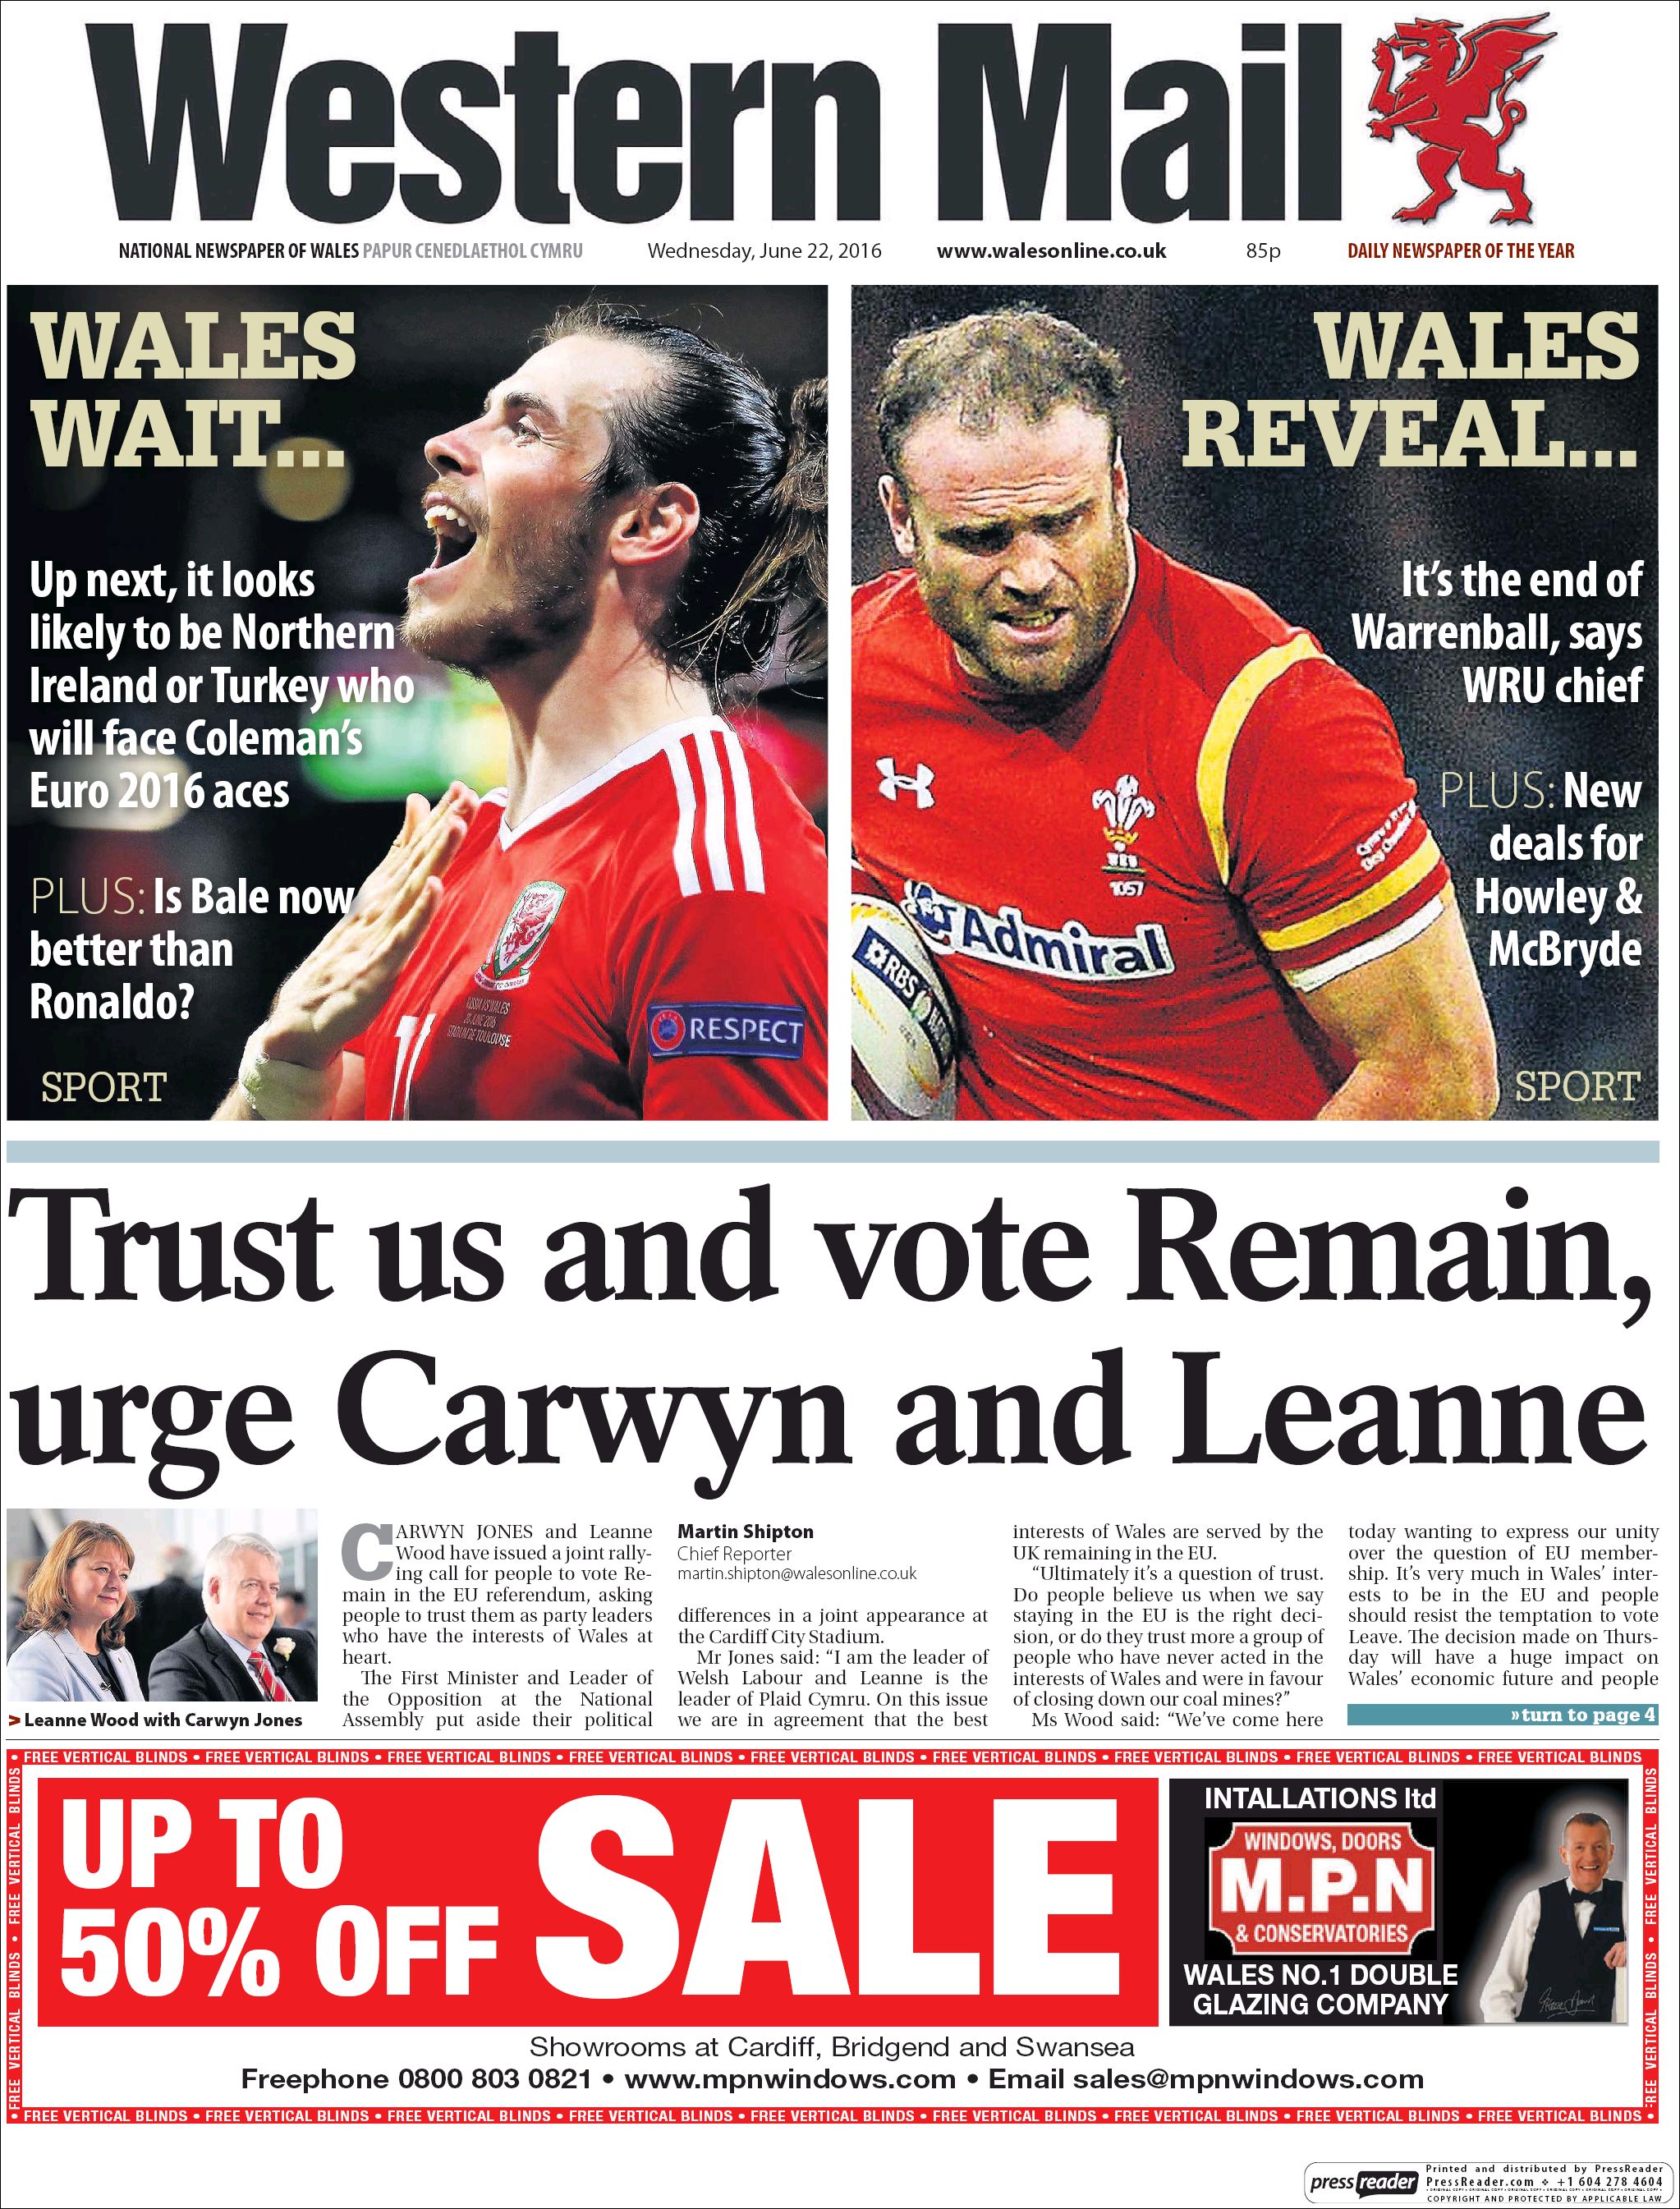 Western Mail
NATIONAL NEWSPAPER OF WALES PAPUR CENEDLAETHOL CYMRU
Wednesday, June 22, 2016
www.walesonline.co.uk
85p
DAILY NEWSPAPER OF THE YEAR
WALES
WAIT...
Up next, it looks
likely to be Northern
Ireland or Turkey who
will face Coleman's
Euro 2016 aces
PLUS: Is Bale now
better than
Ronaldo?
SPORT
RESPECT
WALES
REVEAL...
It's the end of
Warrenball, says
WRU chief
PLUS: New
deals for
Howley &
McBryde
SPORT
WRU
1057
Admiral
RBS
Trust us and vote Remain,
urge Carwyn and Leanne
> Leanne Wood with Carwyn Jones
CARWYN JONES and Leanne
Wood have issued a joint rally-
ing call for people to vote Re-
main in the EU referendum, asking
people to trust them as party leaders
who have the interests of Wales at
heart.
The First Minister and Leader of
the Opposition at the National
Assembly put aside their political
Martin Shipton
Chief Reporter
martin.shipton@walesonline.co.uk
differences in a joint appearance at
the Cardiff City Stadium.
Mr Jones said: “I am the leader of
Welsh Labour and Leanne is the
leader of Plaid Cymru. On this issue
we are in agreement that the best
interests of Wales are served by the
UK remaining in the EU.
“Ultimately it's a question of trust.
Do people believe us when we say
staying in the EU is the right deci-
sion, or do they trust more a group of
people who have never acted in the
interests of Wales and were in favour
of closing down our coal mines?”
Ms Wood said: “We've come here
today wanting to express our unity
over the question of EU member-
ship. It's very much in Wales' inter-
ests to be in the EU and people
should resist the temptation to vote
Leave. The decision made on Thurs-
day will have a huge impact on
Wales' economic future and people
»turn to page 4
• FREE VERTICAL BLINDS • FREE VERTICAL BLINDS • FREE VERTICAL BLINDS • FREE VERTICAL BLINDS • FREE VERTICAL BLINDS • FREE VERTICAL BLINDS • FREE VERTICAL BLINDS • FREE VERTICAL BLINDS • FREE VERTICAL BLINDS
FREE VERTICAL BLINDS • FREE VERTICAL BLINDS
UP TO
50% OFF
SALE
INTALLATIONS ltd
WINDOWS, DOORS
M.P.N
& CONSERVATORIES
WALES NO.1 DOUBLE
GLAZING COMPANY
FREE VERTICAL BLINDS • FREE VERTICAL BLINDS
Showrooms at Cardiff, Bridgend and Swansea
Freephone 0800 803 0821 • www.mpnwindows.com • Email sales@mpnwindows.com
• FREE VERTICAL BLINDS • FREE VERTICAL BLINDS • FREE VERTICAL BLINDS • FREE VERTICAL BLINDS • FREE VERTICAL BLINDS • FREE VERTICAL BLINDS • FREE VERTICAL BLINDS • FREE VERTICAL BLINDS • FREE VERTICAL BLINDS •
pressreader
Printed and distributed by PressReader
PressReader.com ❖ +1 604 278 4604
COPYRIGHT AND PROTECTED BY APPLICABLE LAW